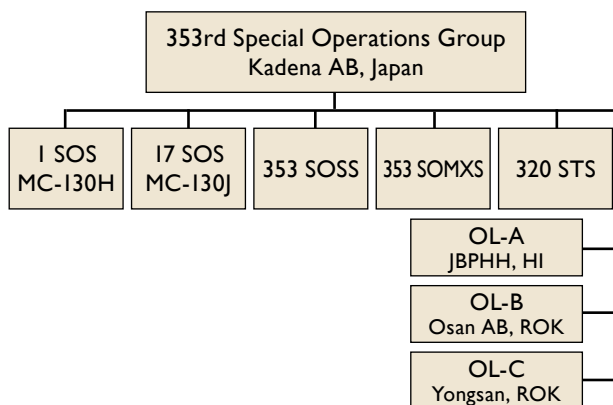 353rd Special Operations Group
Kadena AB, Japan
1 SOS
MC-130H
17 SOS
MC-130J
353 SOSS
353 SOMXS
320 STS
OL-A
JBPHH, HI
OL-B
Osan AB, ROK
OL-C
Yongsan, ROK